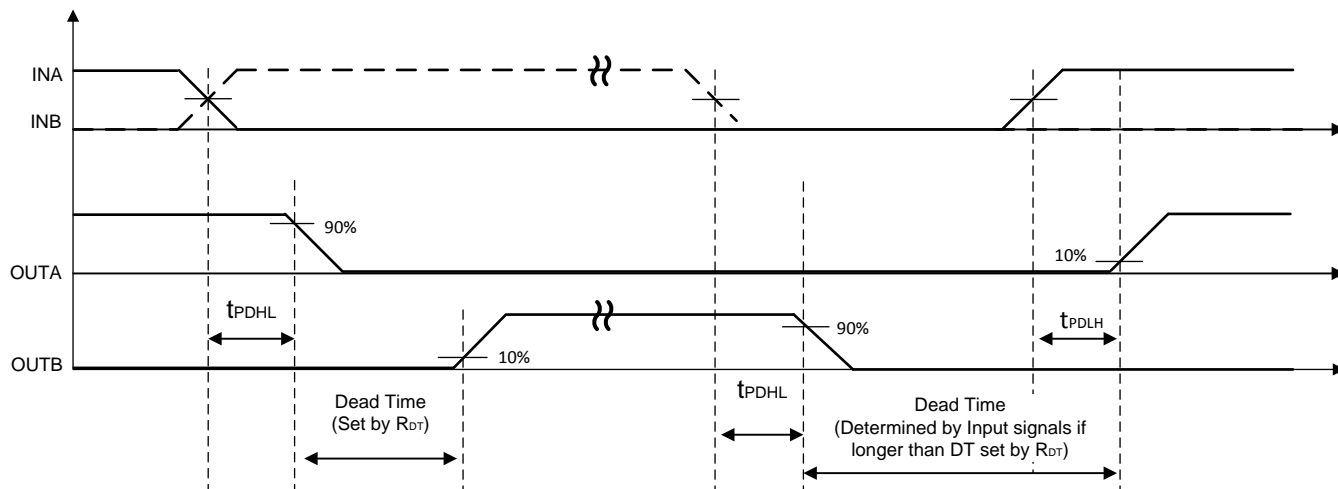 INA
INB
90%
10%
OUTA
tPDHL
tPDLH
90%
10%
OUTB
tPDHL
Dead Time
(Set by RDT)
Dead Time
(Determined by Input signals if
longer than DT set by RDT)